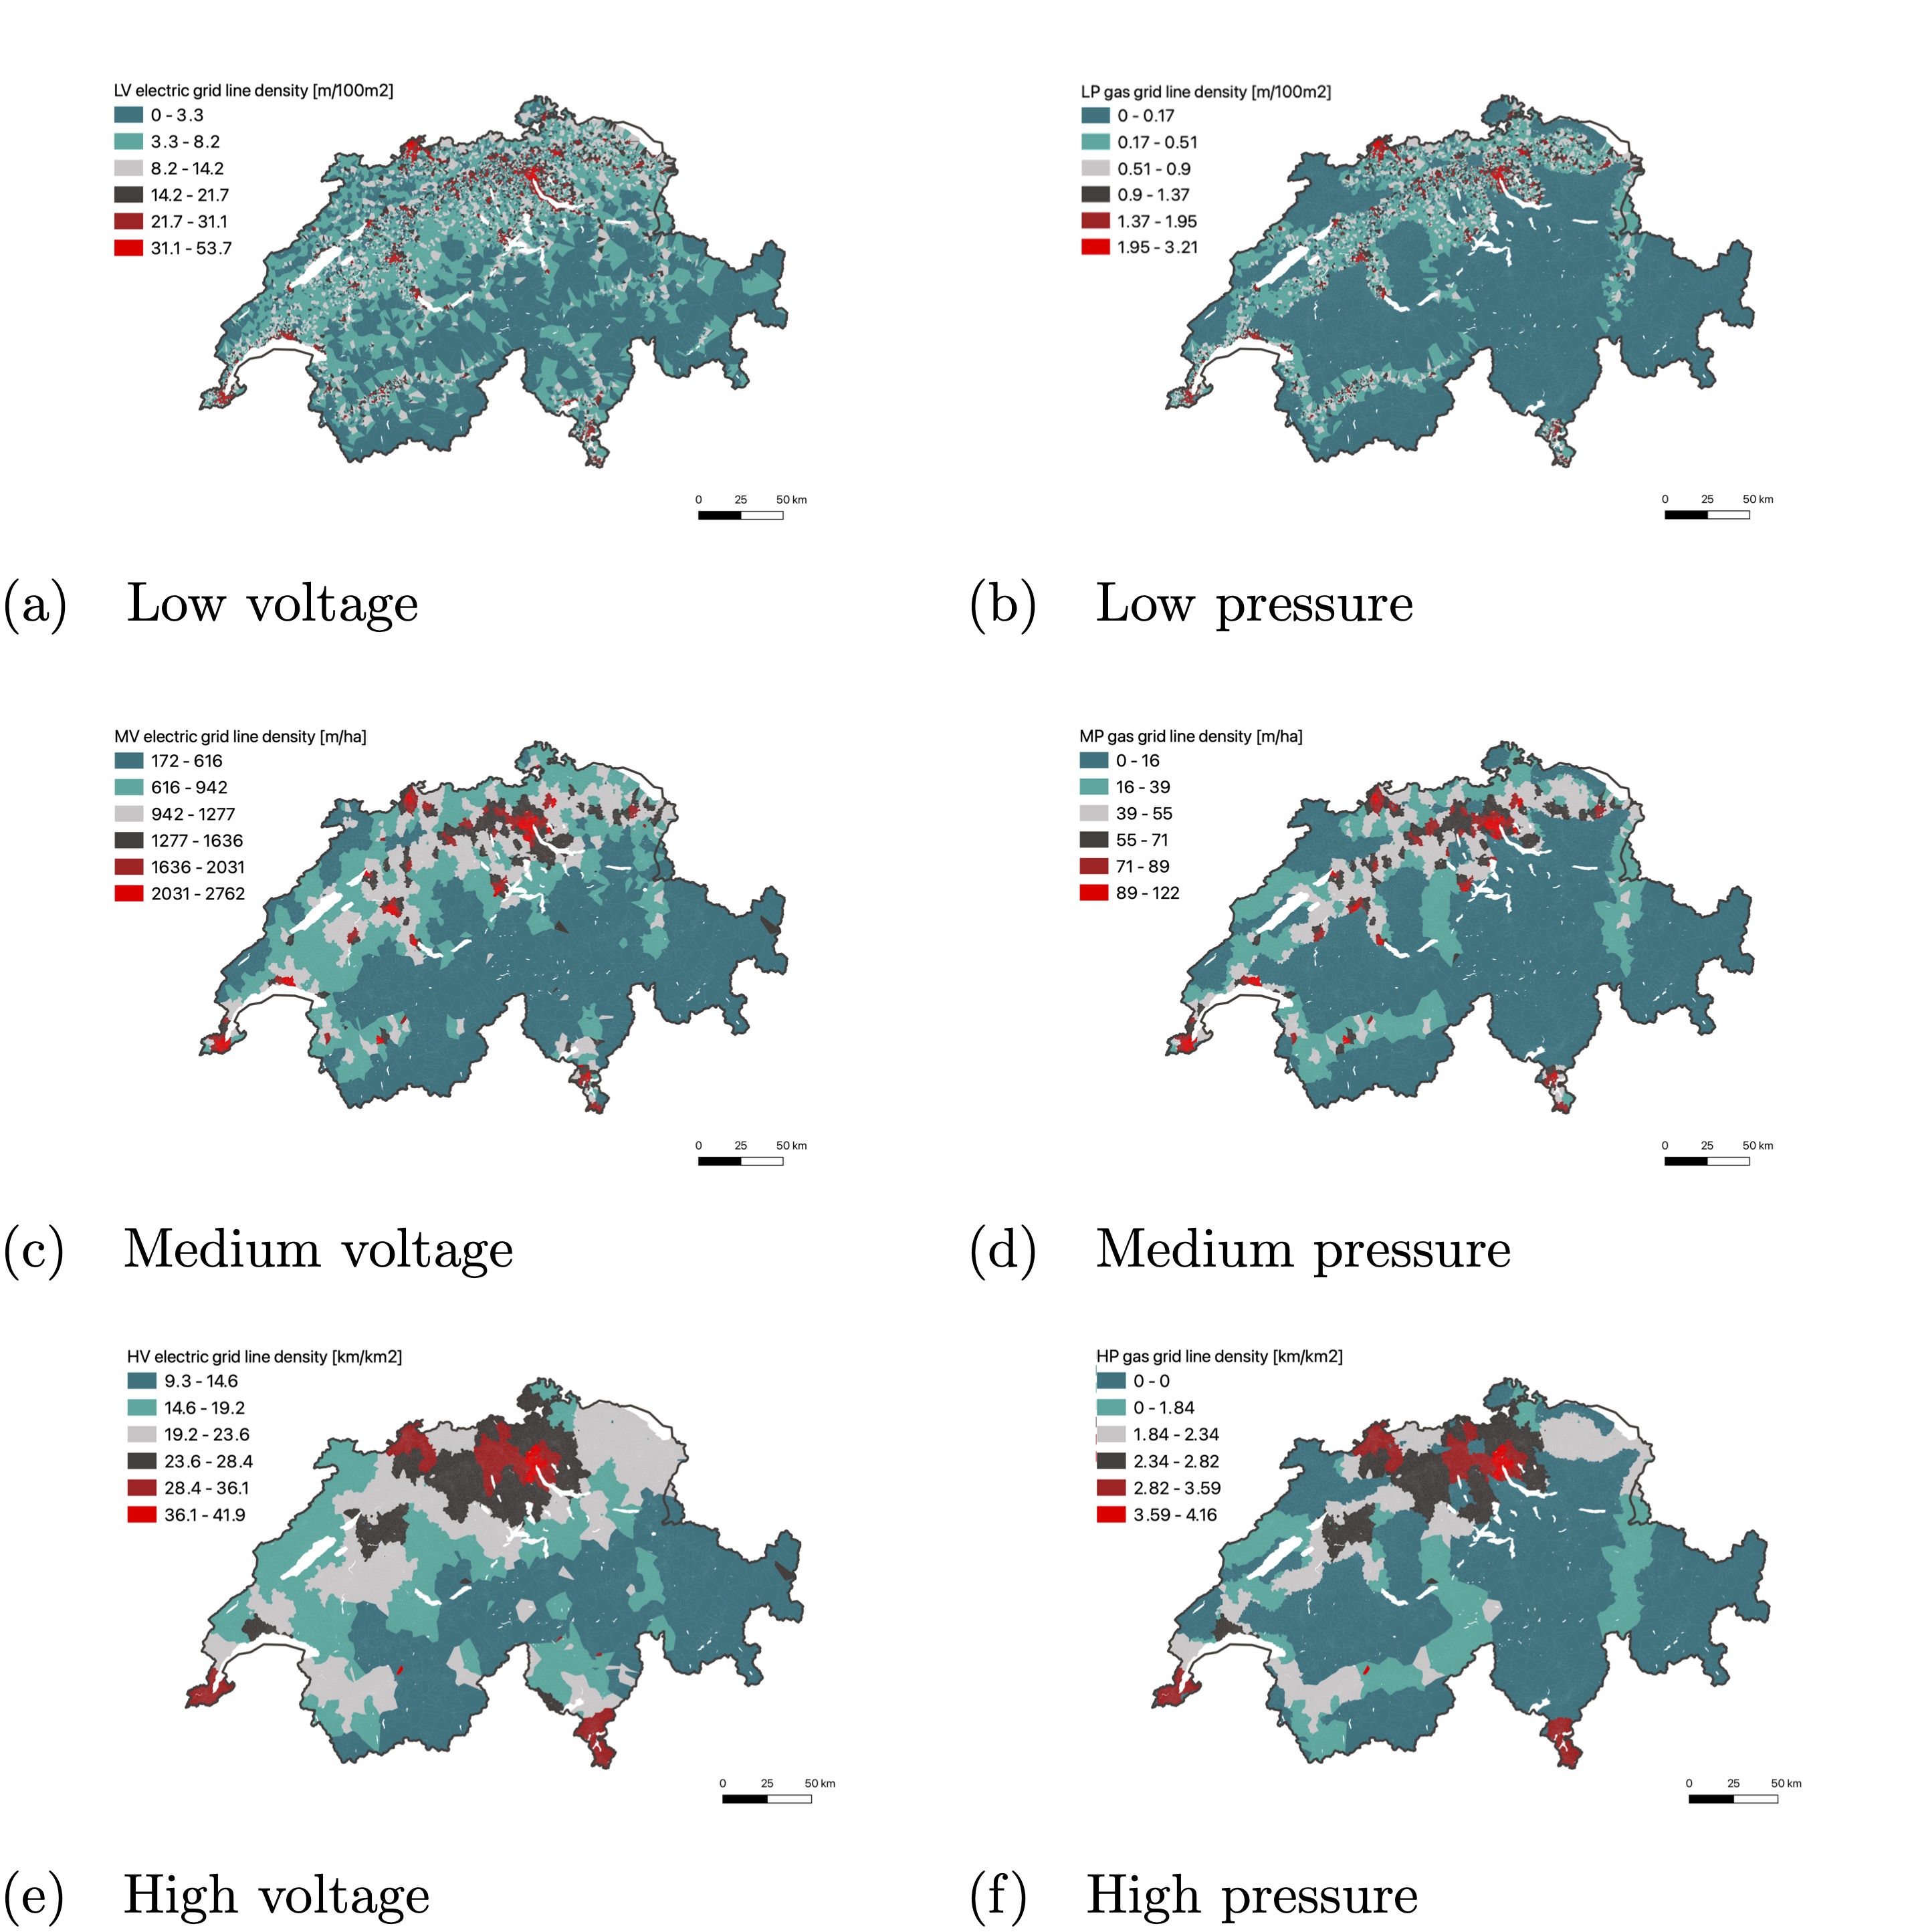 LV electric grid line density [m/100m2]
0 - 3.3
3.3 - 8.2
8.2 - 14.2
14.2 - 21.7
21.7 - 31.1
31.1 - 53.7
0 25 50 km
(a) Low voltage
LP gas grid line density [m/100m2]
0 - 0.17
0.17 - 0.51
0.51 - 0.9
0.9 - 1.37
1.37 - 1.95
1.95 - 3.21
0 25 50 km
(b) Low pressure
MV electric grid line density [m/ha]
172 - 616
616 - 942
942 - 1277
1277 - 1636
1636 - 2031
2031 - 2762
0 25 50 km
(c) Medium voltage
MP gas grid line density [m/ha]
0 - 16
16 - 39
39 - 55
55 - 71
71 - 89
89 - 122
0 25 50 km
(d) Medium pressure
HV electric grid line density [km/km2]
9.3 - 14.6
14.6 - 19.2
19.2 - 23.6
23.6 - 28.4
28.4 - 36.1
36.1 - 41.9
0 25 50 km
(e) High voltage
HP gas grid line density [km/km2]
0 - 0
0 - 1.84
1.84 - 2.34
2.34 - 2.82
2.82 - 3.59
3.59 - 4.16
0 25 50 km
(f) High pressure